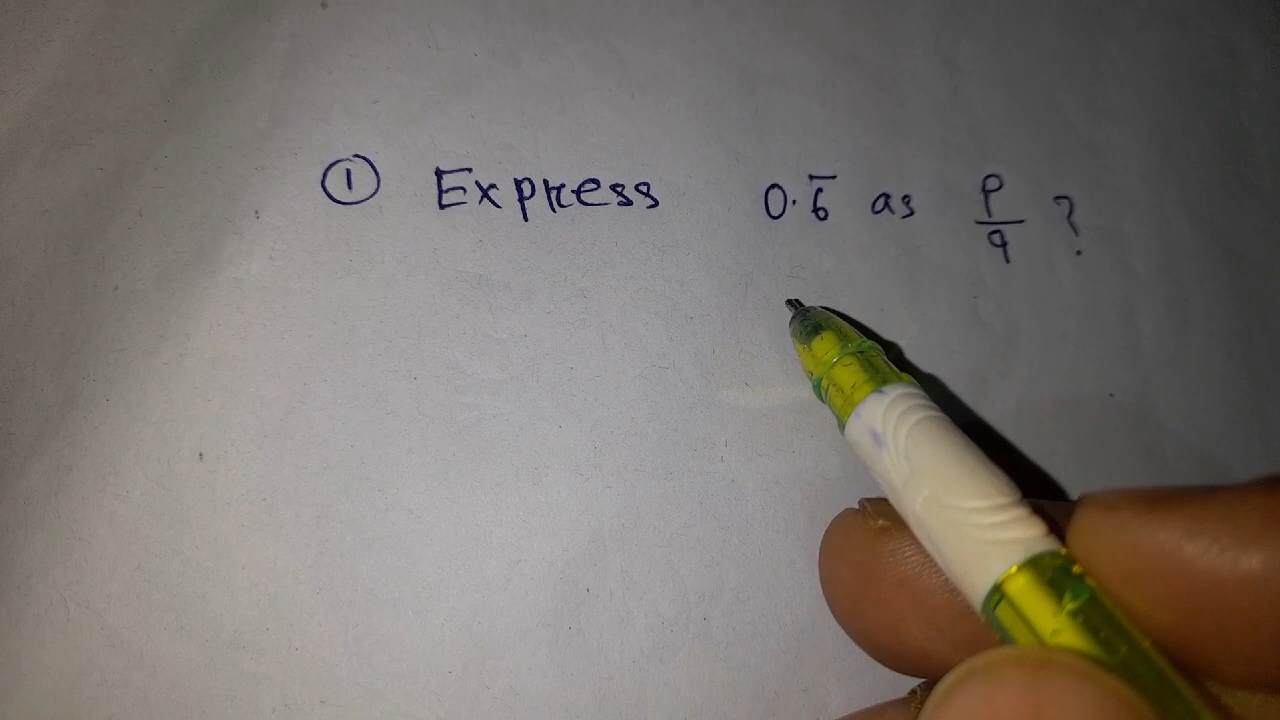 ① Express 0.6̅ as p/q ?